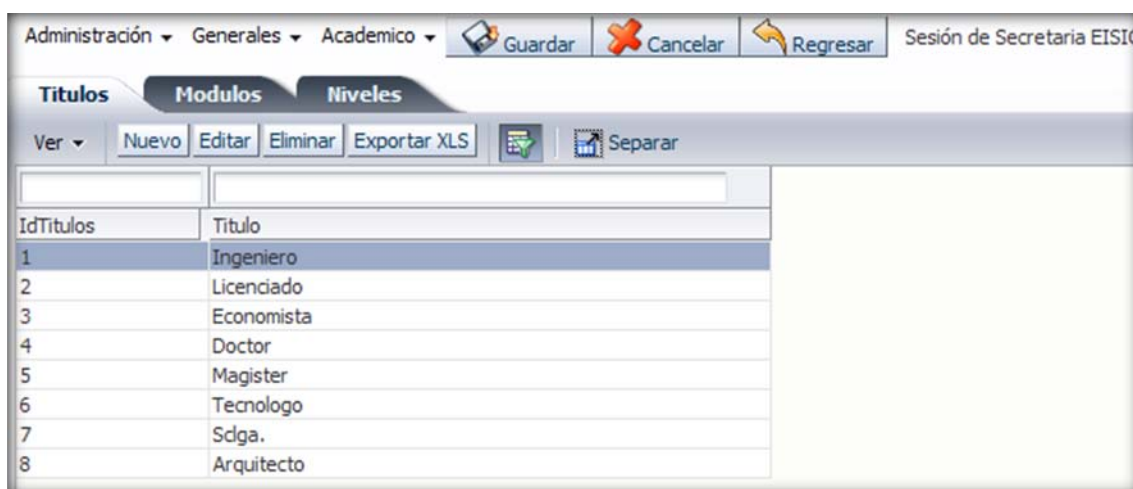 Administración Generales Academico Guardar Cancelar Regresar Sesión de Secretaria EISIC
Titulos Modulos Niveles
Ver Nuevo Editar Eliminar Exportar XLS Separar
IdTitulos Titulo
1 Ingeniero
2 Licenciado
3 Economista
4 Doctor
5 Magister
6 Tecnologo
7 Sclga.
8 Arquitecto